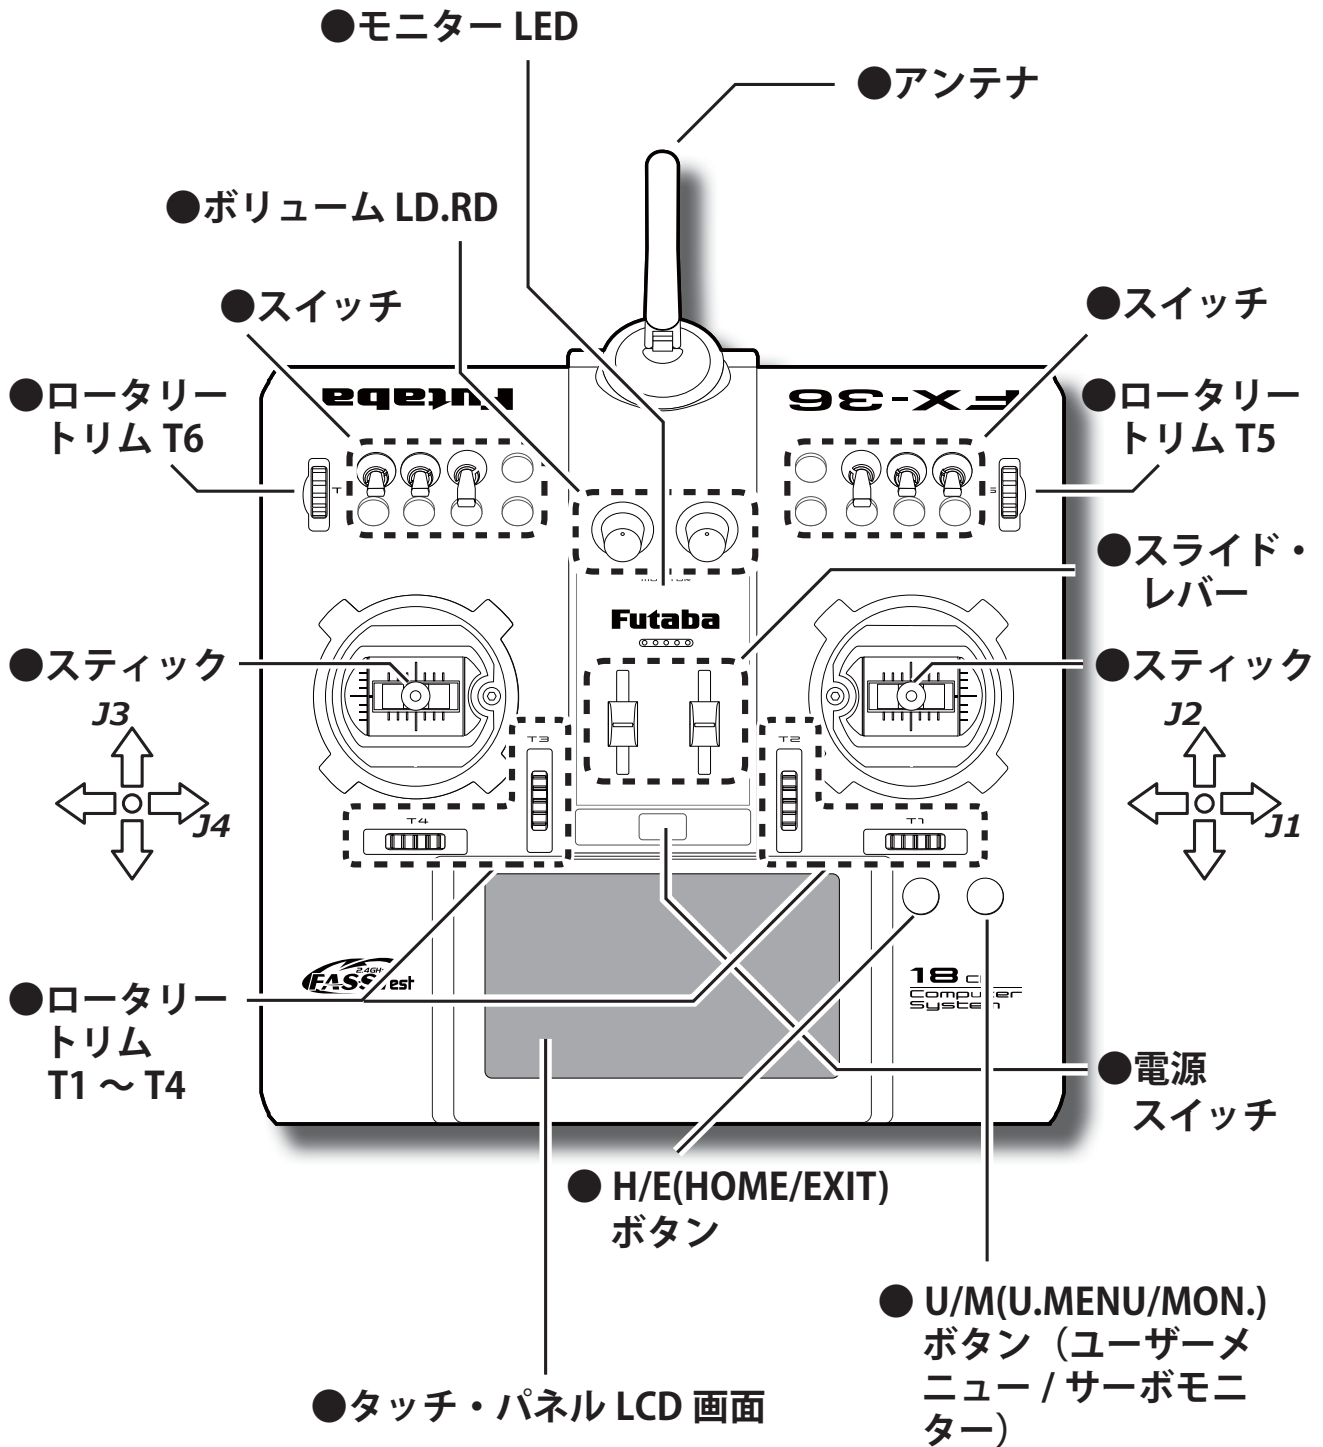 ●モニター LED
●アンテナ
●ボリューム LD.RD
●スイッチ
●スイッチ
●ロータリー
トリム T6
●ロータリー
トリム T5
Futaba
FX-36
●スライド・
レバー
Futaba
●スティック
●スティック
J3
J4
J2
J1
T3
T2
T4
T1
FASSTest
2.4GH
18 C
Computer
System
●ロータリー
トリム
T1 ～ T4
●電源
スイッチ
● H/E(HOME/EXIT)
ボタン
● U/M(U.MENU/MON.)
ボタン（ユーザーメ
ニュー / サーボモニ
ター）
●タッチ・パネル LCD 画面